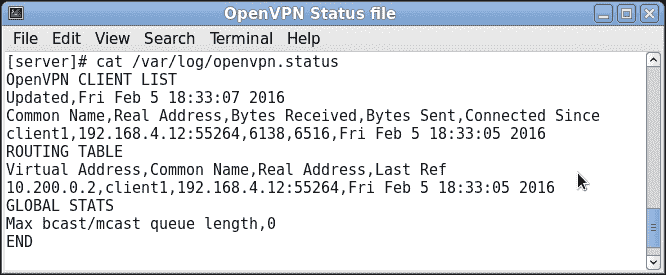 OpenVPN Status file
File Edit View Search Terminal Help
[server]# cat /var/log/openvpn.status
OpenVPN CLIENT LIST
Updated,Fri Feb 5 18:33:07 2016
Common Name,Real Address,Bytes Received,Bytes Sent,Connected Since
client1,192.168.4.12:55264,6138,6516,Fri Feb 5 18:33:05 2016
ROUTING TABLE
Virtual Address,Common Name,Real Address,Last Ref
10.200.0.2,client1,192.168.4.12:55264,Fri Feb 5 18:33:05 2016
GLOBAL STATS
Max bcast/mcast queue length,0
END